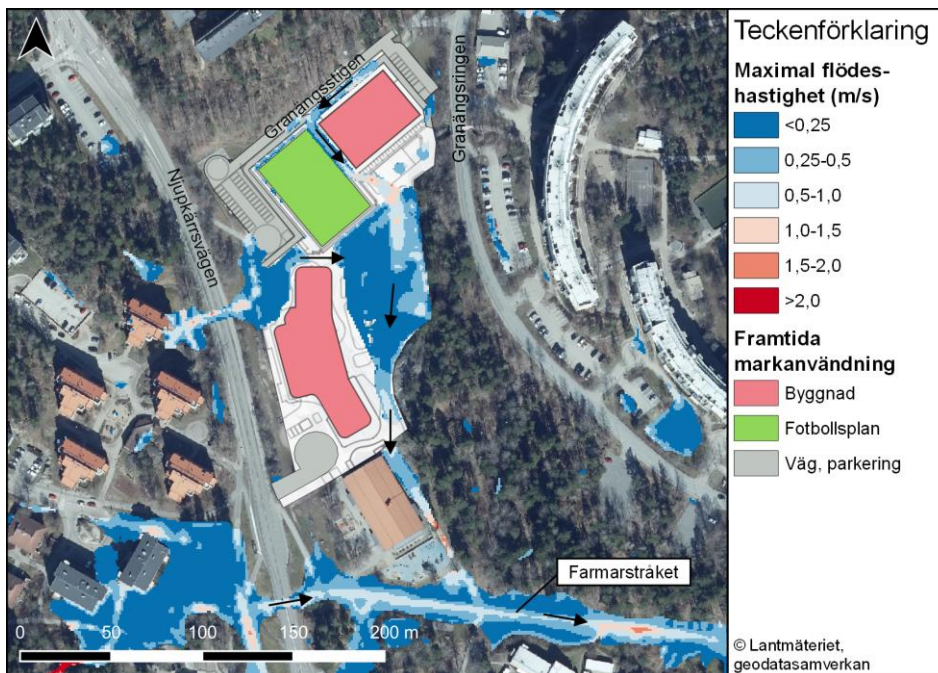 Granängsstigen
Granängsringen
Njupkärrsvägen
Farmarstråket
0 50 100 150 200 m
Teckenförklaring
Maximal flödes-
hastighet (m/s)
<0,25
0,25-0,5
0,5-1,0
1,0-1,5
1,5-2,0
>2,0
Framtida
markanvändning
Byggnad
Fotbollsplan
Väg, parkering
© Lantmäteriet,
geodatasamverkan